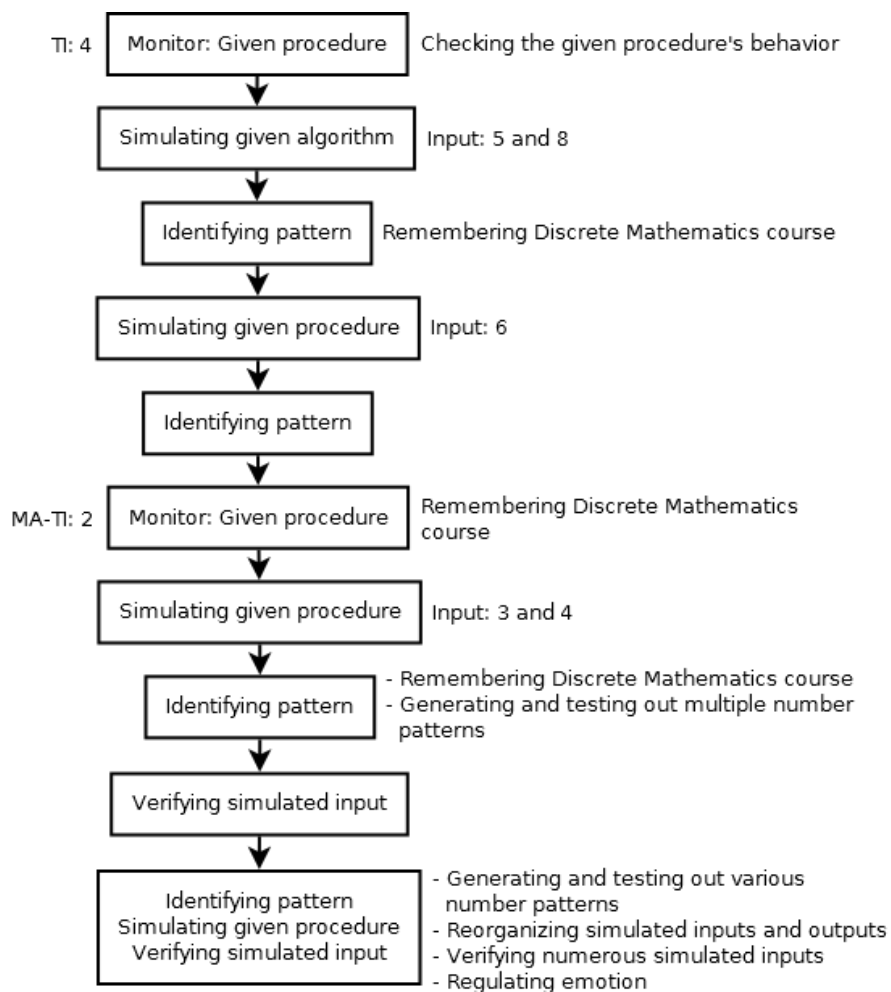 TI: 4
Monitor: Given procedure
Checking the given procedure's behavior
Simulating given algorithm
Input: 5 and 8
Identifying pattern
Remembering Discrete Mathematics course
Simulating given procedure
Input: 6
Identifying pattern
MA-TI: 2
Monitor: Given procedure
Remembering Discrete Mathematics
course
Simulating given procedure
Input: 3 and 4
Identifying pattern
- Remembering Discrete Mathematics course
- Generating and testing out multiple number
patterns
Verifying simulated input
Identifying pattern
Simulating given procedure
Verifying simulated input
- Generating and testing out various
number patterns
- Reorganizing simulated inputs and outputs
- Verifying numerous simulated inputs
- Regulating emotion